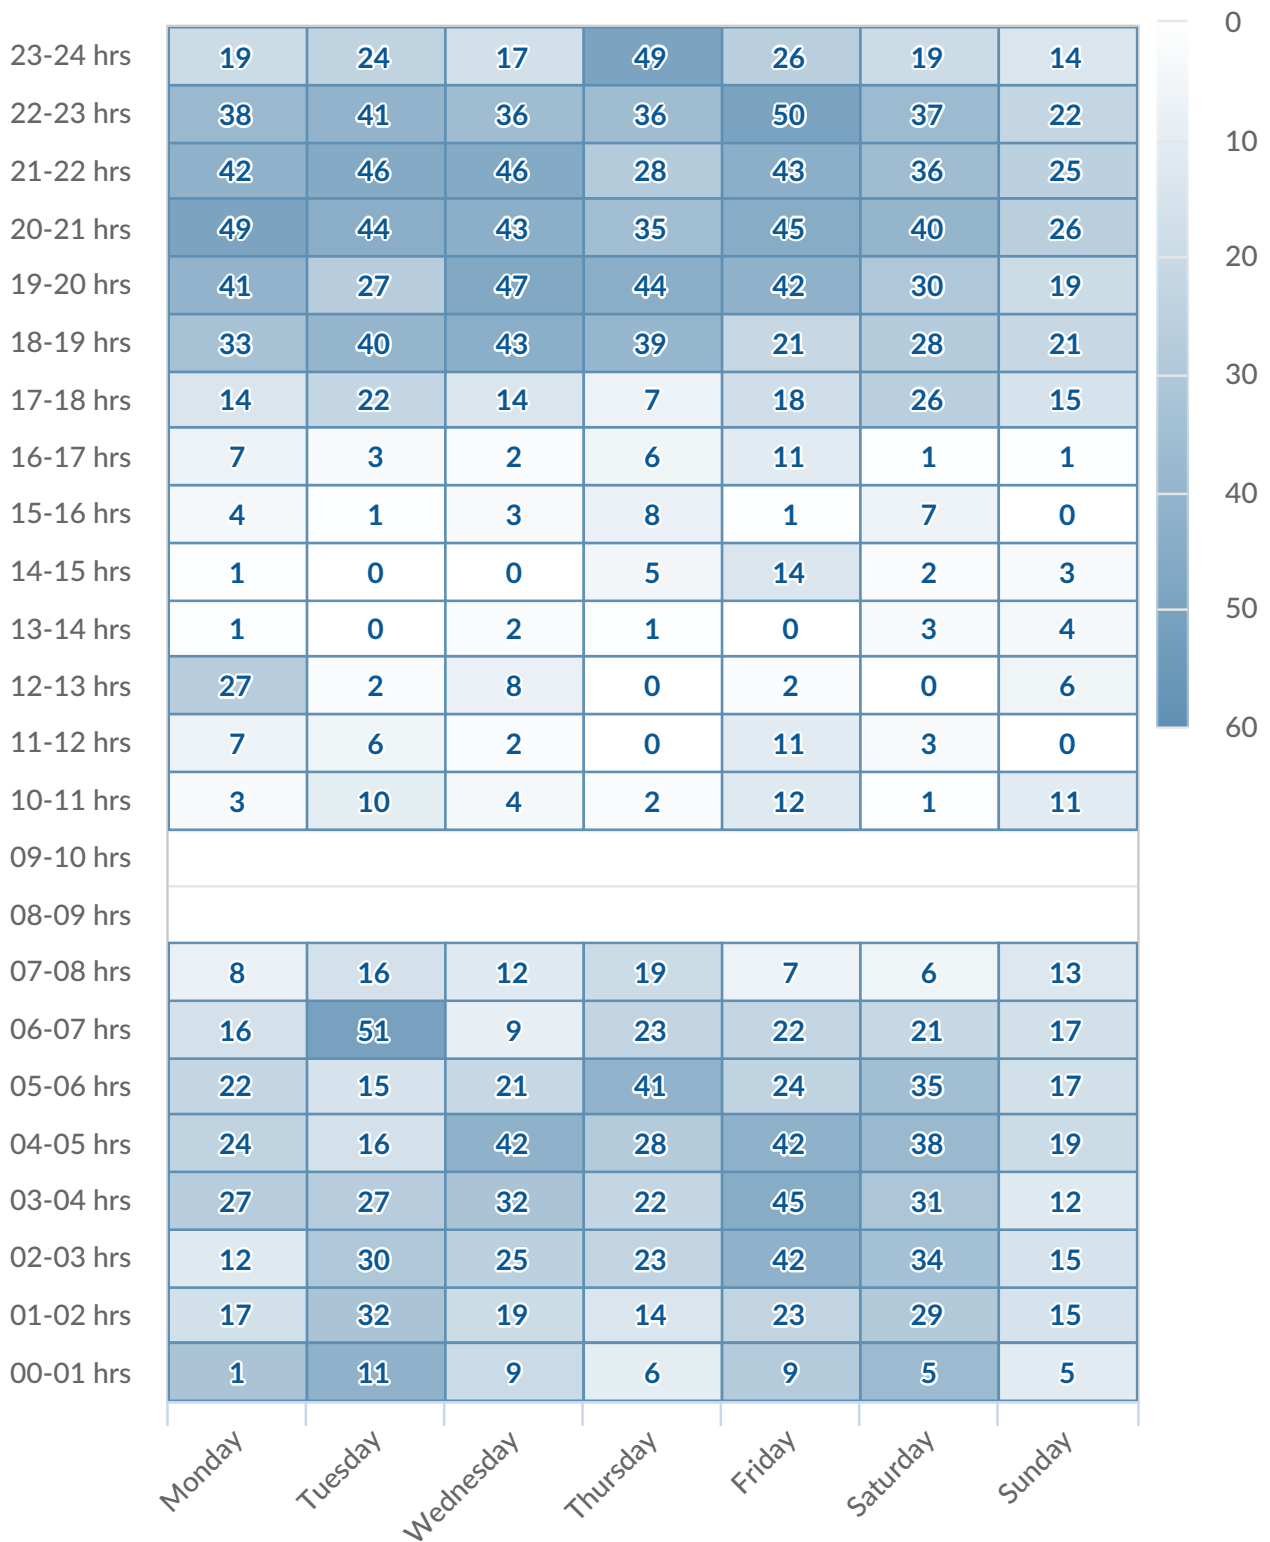 23-24 hrs 19 24 17 49 26 19 14
22-23 hrs 38 41 36 36 50 37 22
21-22 hrs 42 46 46 28 43 36 25
20-21 hrs 49 44 43 35 45 40 26
19-20 hrs 41 27 47 44 42 30 19
18-19 hrs 33 40 43 39 21 28 21
17-18 hrs 14 22 14 7 18 26 15
16-17 hrs 7 3 2 6 11 1 1
15-16 hrs 4 1 3 8 1 7 0
14-15 hrs 1 0 0 5 14 2 3
13-14 hrs 1 0 2 1 0 3 4
12-13 hrs 27 2 8 0 2 0 6
11-12 hrs 7 6 2 0 11 3 0
10-11 hrs 3 10 4 2 12 1 11
09-10 hrs
08-09 hrs
07-08 hrs 8 16 12 19 7 6 13
06-07 hrs 16 51 9 23 22 21 17
05-06 hrs 22 15 21 41 24 35 17
04-05 hrs 24 16 42 28 42 38 19
03-04 hrs 27 27 32 22 45 31 12
02-03 hrs 12 30 25 23 42 34 15
01-02 hrs 17 32 19 14 23 29 15
00-01 hrs 1 11 9 6 9 5 5
Monday Tuesday Wednesday Thursday Friday Saturday Sunday
0
10
20
30
40
50
60